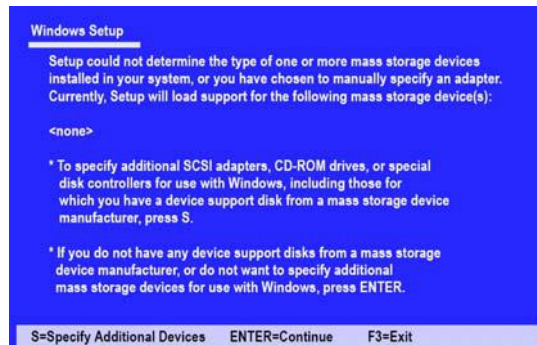 Windows Setup
Setup could not determine the type of one or more mass storage devices
installed in your system, or you have chosen to manually specify an adapter.
Currently, Setup will load support for the following mass storage device(s):
<none>
* To specify additional SCSI adapters, CD-ROM drives, or special
disk controllers for use with Windows, including those for
which you have a device support disk from a mass storage device
manufacturer, press S.
* If you do not have any device support disks from a mass storage
device manufacturer, or do not want to specify additional
mass storage devices for use with Windows, press ENTER.
S=Specify Additional Devices ENTER=Continue F3=Exit